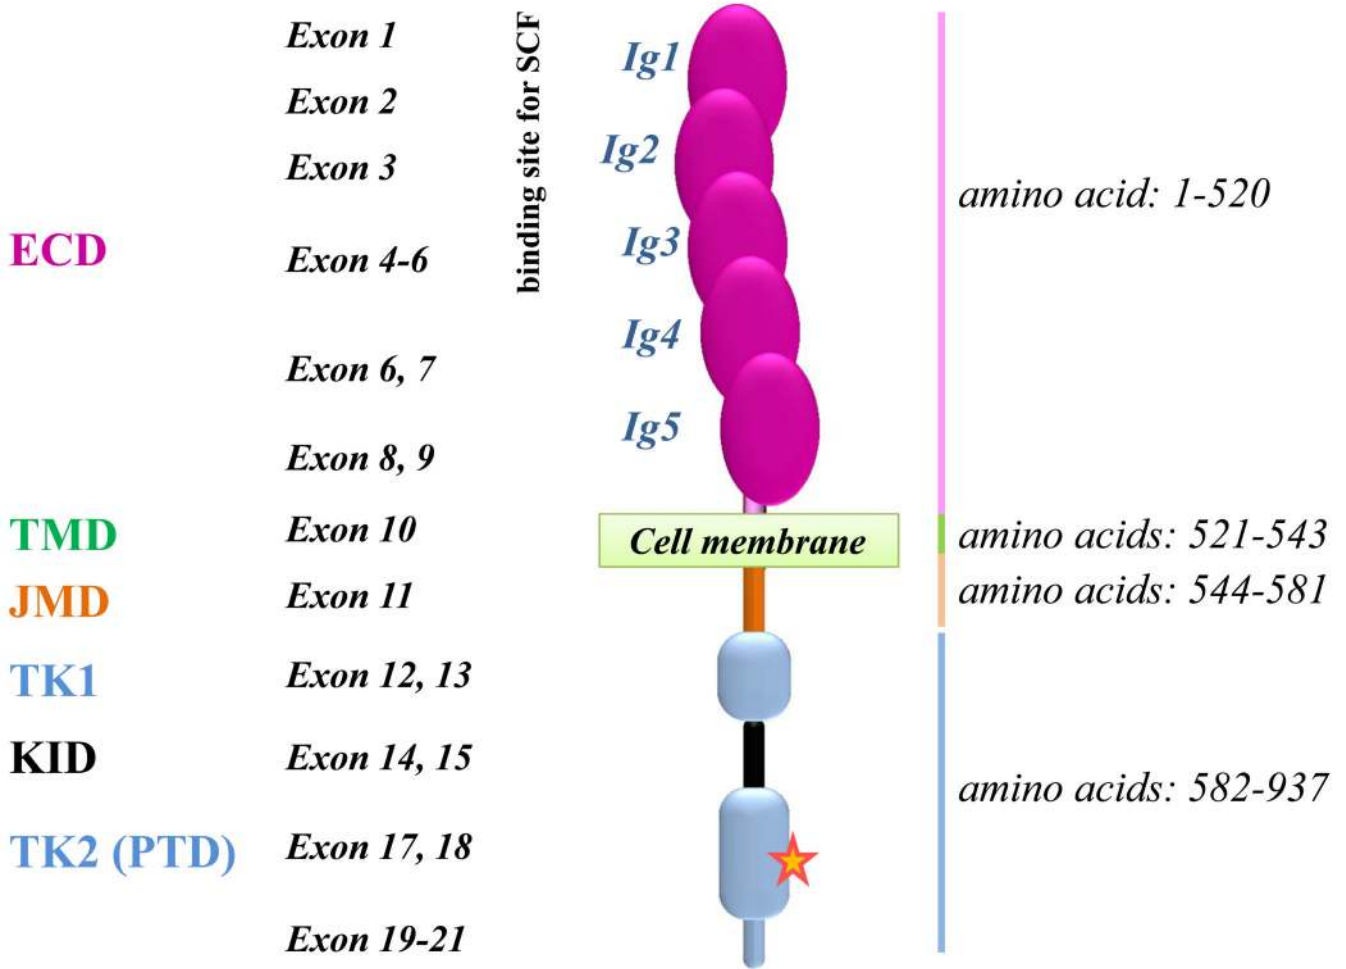 Exon 1
binding site for SCF
Ig1
Exon 2
Ig2
Exon 3
amino acid: 1-520
ECD
Exon 4-6
Ig3
Ig4
Exon 6, 7
Ig5
Exon 8, 9
TMD
Exon 10
Cell membrane
amino acids: 521-543
JMD
Exon 11
amino acids: 544-581
TK1
Exon 12, 13
KID
Exon 14, 15
amino acids: 582-937
TK2 (PTD)
Exon 17, 18
Exon 19-21